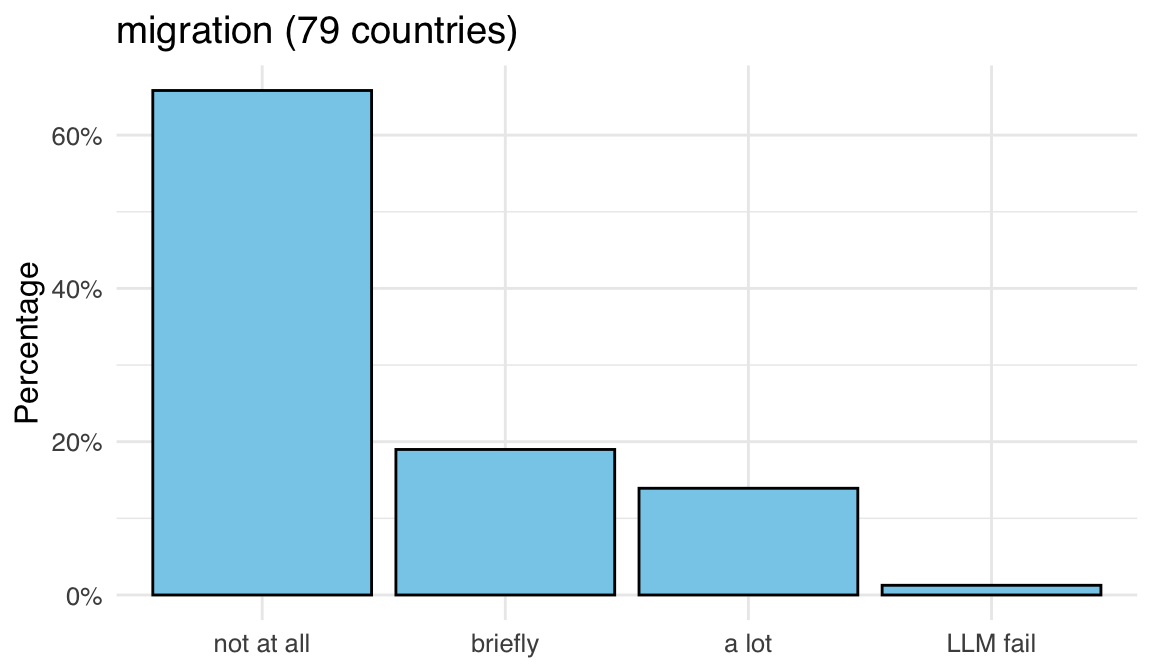 migration (79 countries)
Percentage
60%
40%
20%
0%
not at all
briefly
a lot
LLM fail